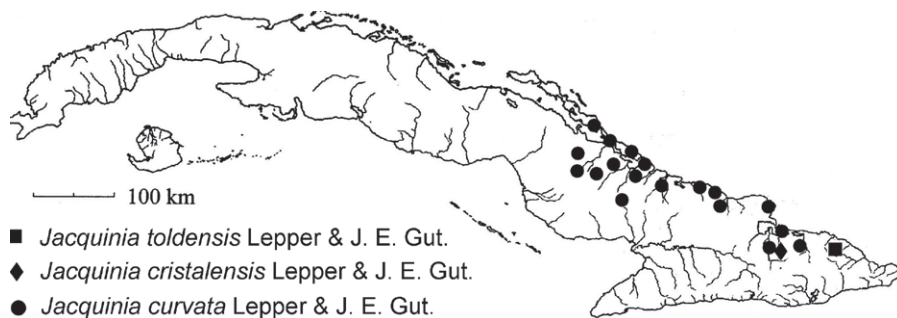 100 km
■ Jacquinia toldensis Lepper & J. E. Gut.
♦ Jacquinia cristalensis Lepper & J. E. Gut.
● Jacquinia curvata Lepper & J. E. Gut.